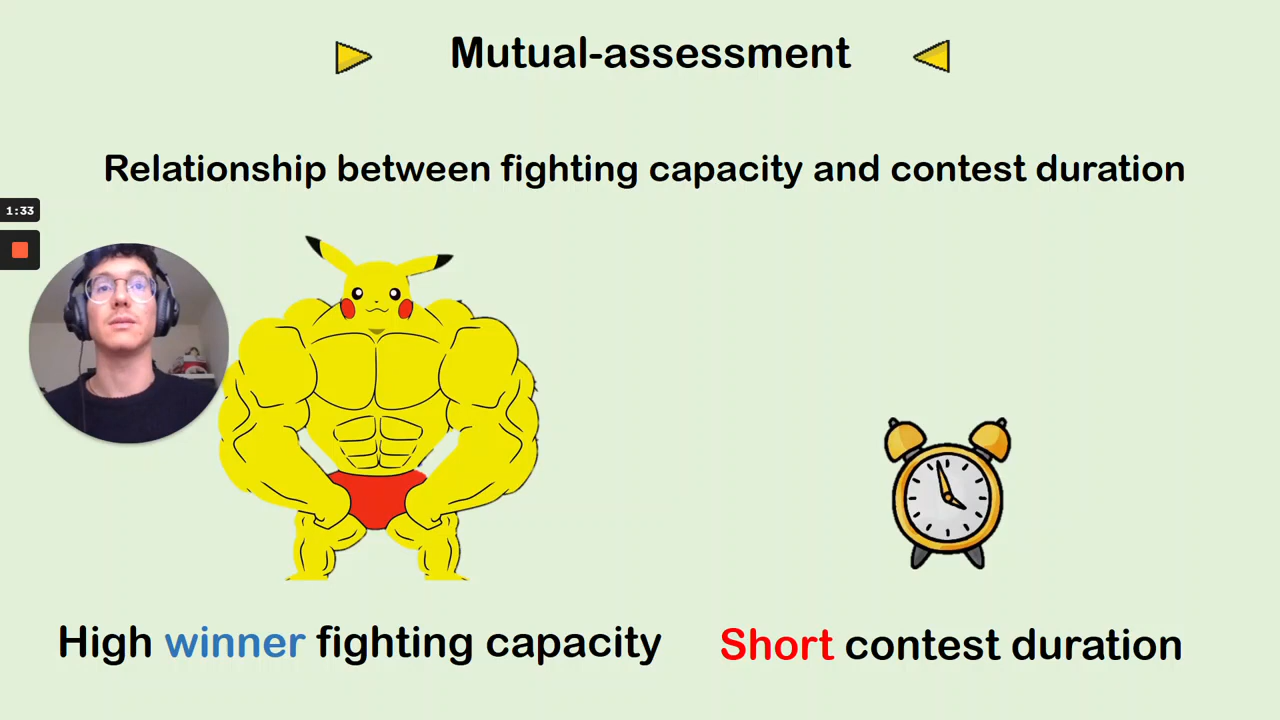 Mutual-assessment
Relationship between fighting capacity and contest duration
1:33
High winner fighting capacity
Short contest duration